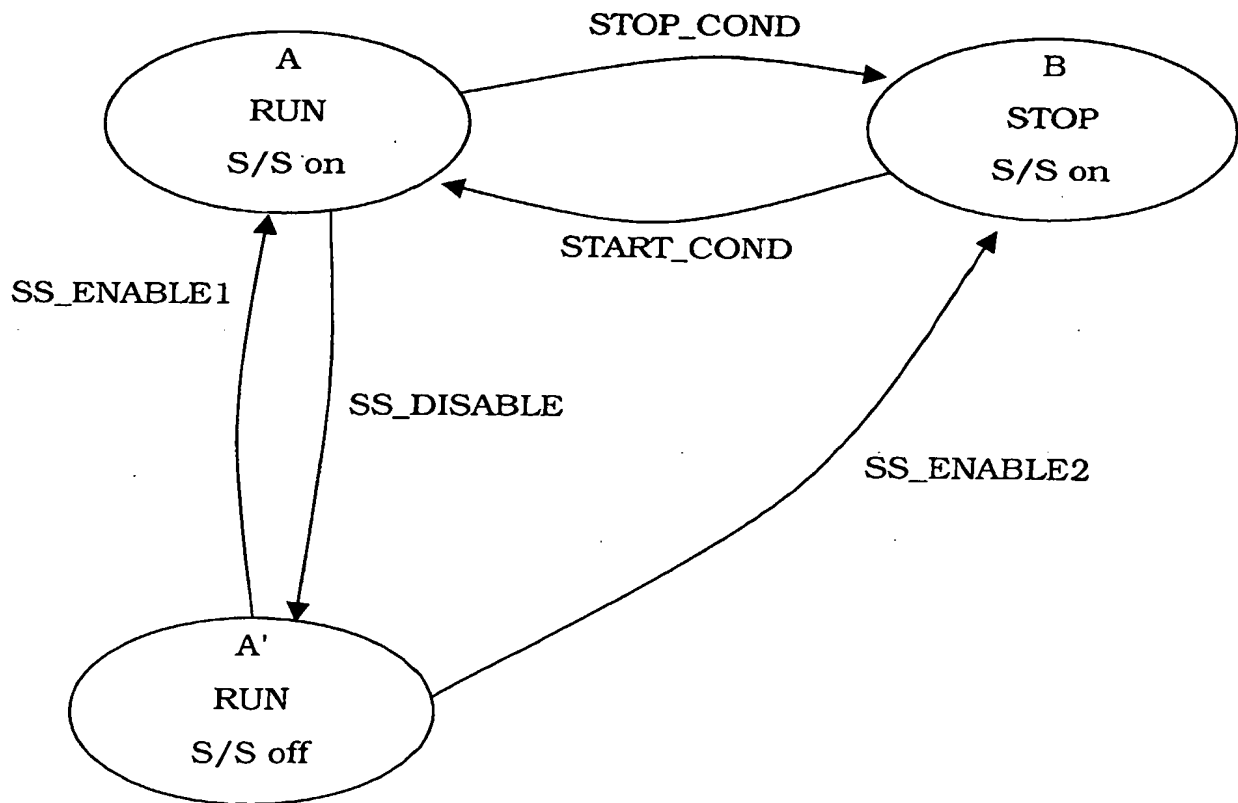 STOP_COND
A
RUN
S/S on
B
STOP
S/S on
START_COND
SS_ENABLE1
SS_DISABLE
SS_ENABLE2
A'
RUN
S/S off